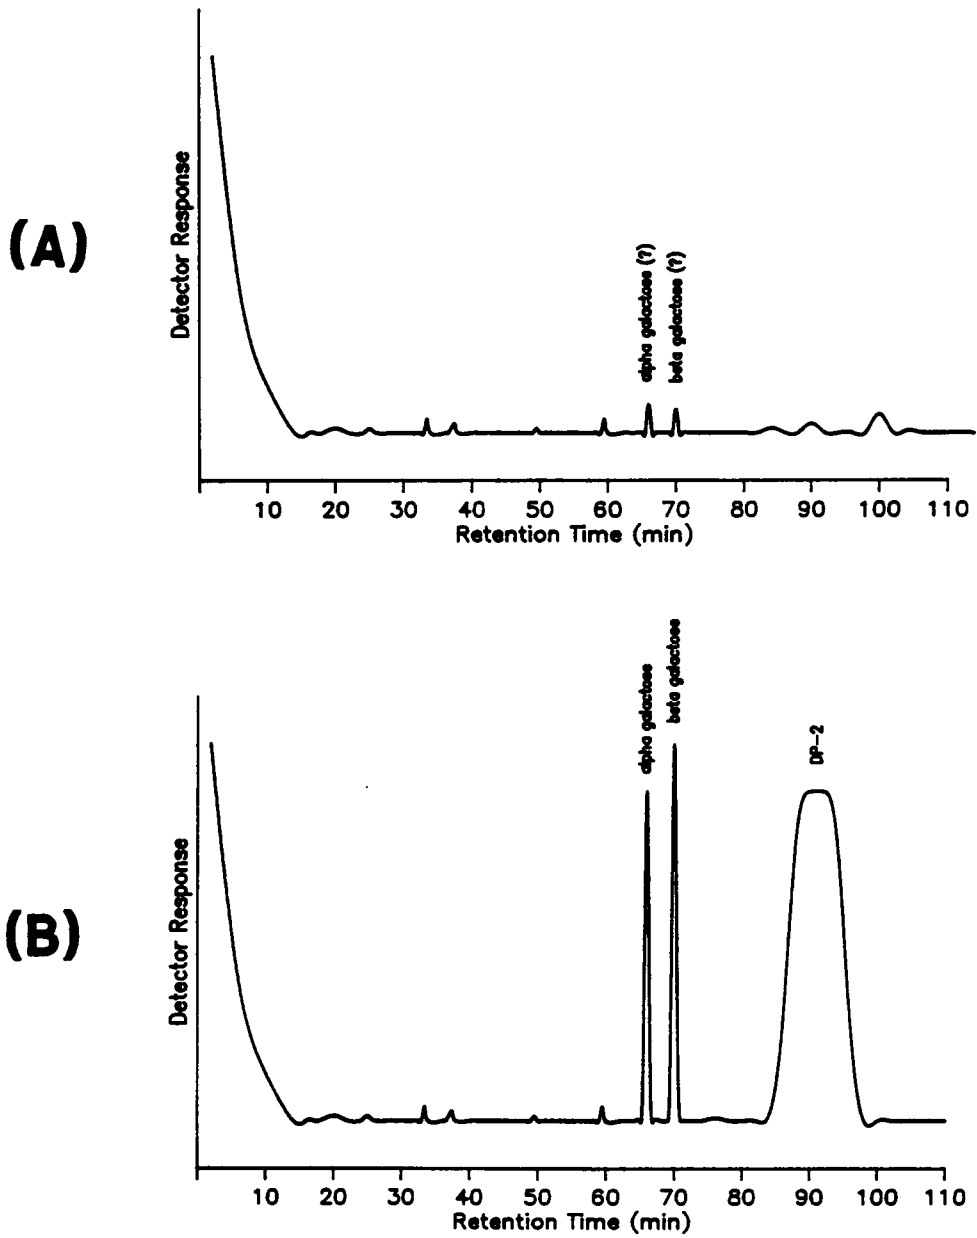 (A)
Detector Response
alpha galactose (?)
beta galactose (?)
10 20 30 40 50 60 70 80 90 100 110
Retention Time (min)
(B)
Detector Response
alpha galactose
beta galactose
DP-2
10 20 30 40 50 60 70 80 90 100 110
Retention Time (min)